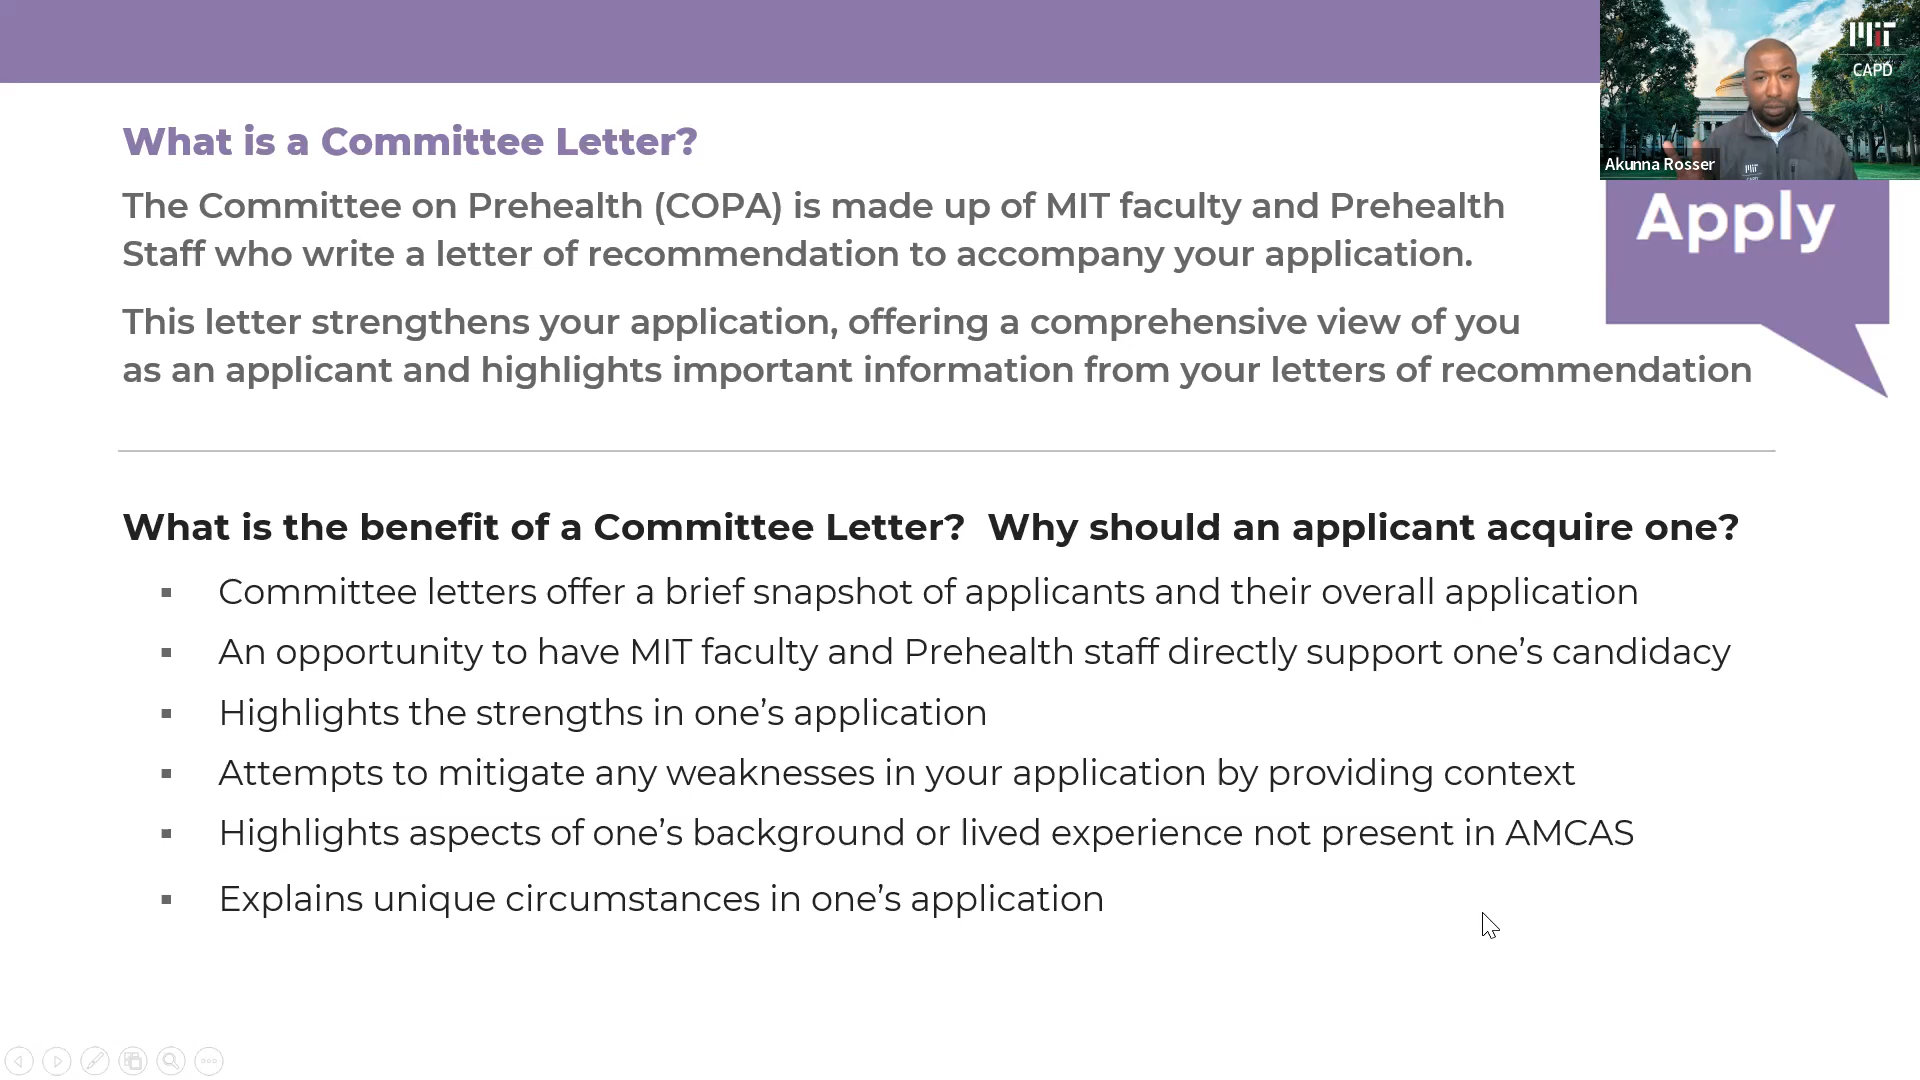 MIT
CAPD
Akunna Rosser
Apply
What is a Committee Letter?
The Committee on Prehealth (COPA) is made up of MIT faculty and Prehealth
Staff who write a letter of recommendation to accompany your application.
This letter strengthens your application, offering a comprehensive view of you
as an applicant and highlights important information from your letters of recommendation
What is the benefit of a Committee Letter?  Why should an applicant acquire one?
▪ Committee letters offer a brief snapshot of applicants and their overall application
▪ An opportunity to have MIT faculty and Prehealth staff directly support one’s candidacy
▪ Highlights the strengths in one’s application
▪ Attempts to mitigate any weaknesses in your application by providing context
▪ Highlights aspects of one’s background or lived experience not present in AMCAS
▪ Explains unique circumstances in one’s application